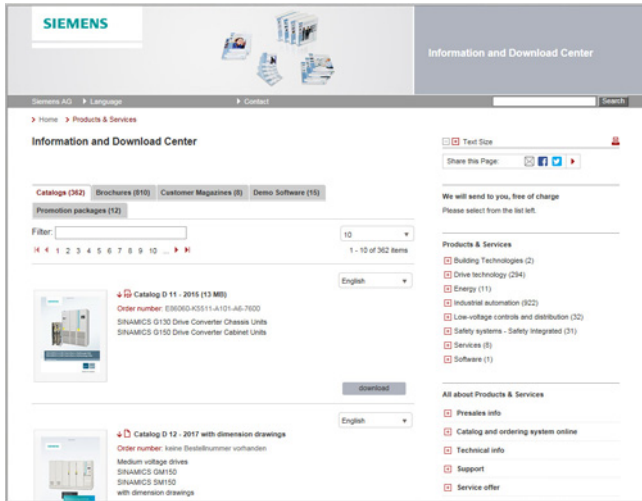 SIEMENS
Information and Download Center
Siemens AG Language Contact Search
Home Products & Services
Information and Download Center
Text Size
Share this Page:
Catalogs (362) Brochures (810) Customer Magazines (8) Demo Software (15)
Promotion packages (12)
We will send to you, free of charge
Please select from the list left.
Filter: 10
1 2 3 4 5 6 7 8 9 10 ... 1 - 10 of 362 items
English
Catalog D 11 - 2015 (13 MB)
Order number: E86060-K5511-A101-A6-7600
SINAMICS G130 Drive Converter Chassis Units
SINAMICS G150 Drive Converter Cabinet Units
download
English
Catalog D 12 - 2017 with dimension drawings
Order number: keine Bestellnummer vorhanden
Medium voltage drives
SINAMICS GM150
SINAMICS SM150
with dimension drawings
Products & Services
Building Technologies (2)
Drive technology (294)
Energy (11)
Industrial automation (922)
Low-voltage controls and distribution (32)
Safety systems - Safety Integrated (31)
Services (8)
Software (1)
All about Products & Services
Presales info
Catalog and ordering system online
Technical info
Support
Service offer